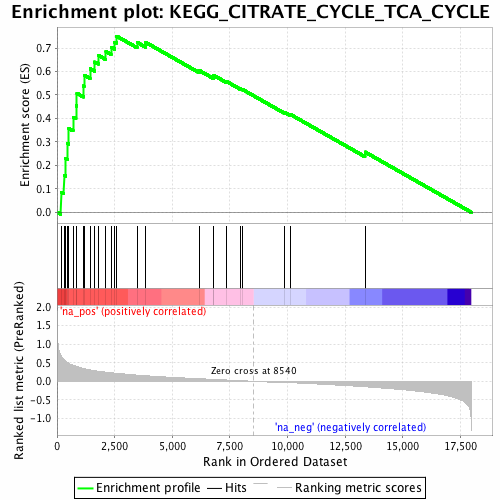 Enrichment plot: KEGG_CITRATE_CYCLE_TCA_CYCLE
Enrichment score (ES)
0.7
0.6
0.5
0.4
0.3
0.2
0.1
0.0
'na_pos' (positively correlated)
Ranked list metric (PreRanked)
2.0
1.5
1.0
0.5
0.0
-0.5
-1.0
Zero cross at 8540
'na_neg' (negatively correlated)
0 2,500 5,000 7,500 10,000 12,500 15,000 17,500
Rank in Ordered Dataset
Enrichment profile Hits Ranking metric scores